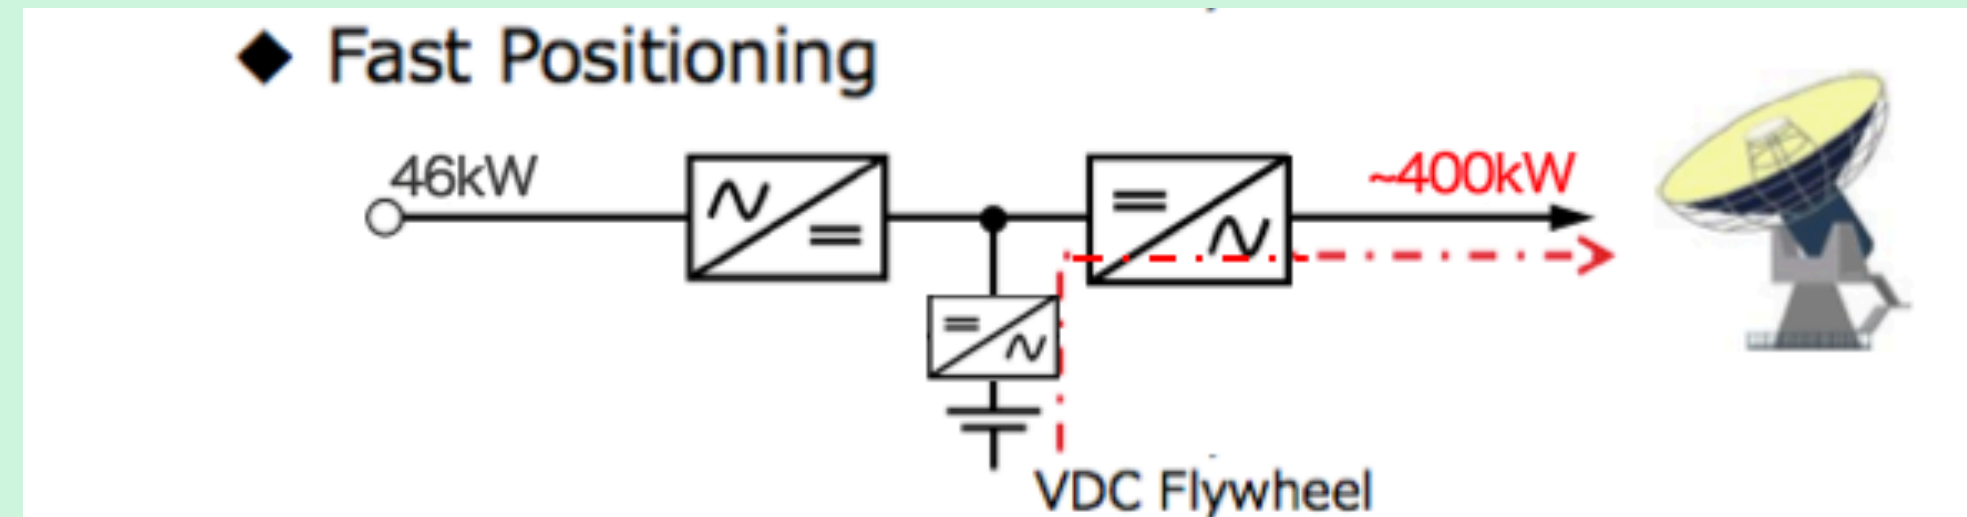 ◆ Fast Positioning
46kW
~400kW
VDC Flywheel